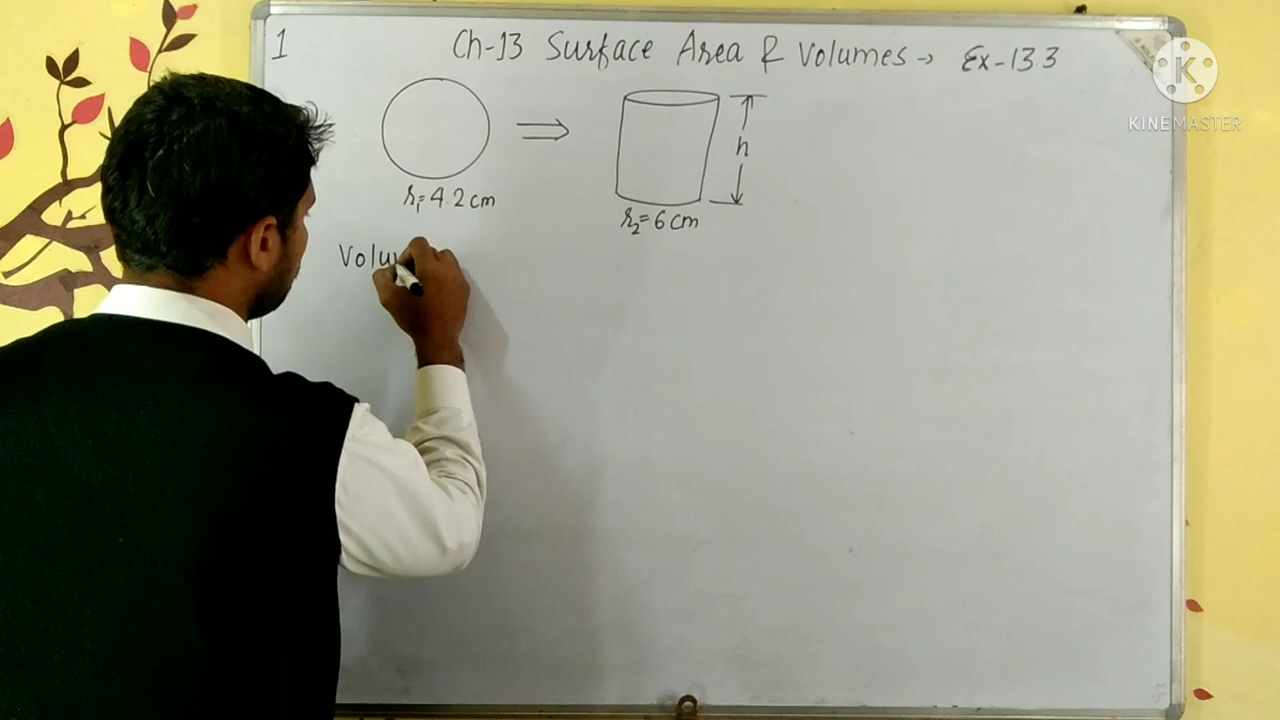 1
Ch-13 Surface Area & Volumes → Ex-13.3
r₁=4.2 cm
h
r₂=6 cm
Volu
K
KINEMASTER